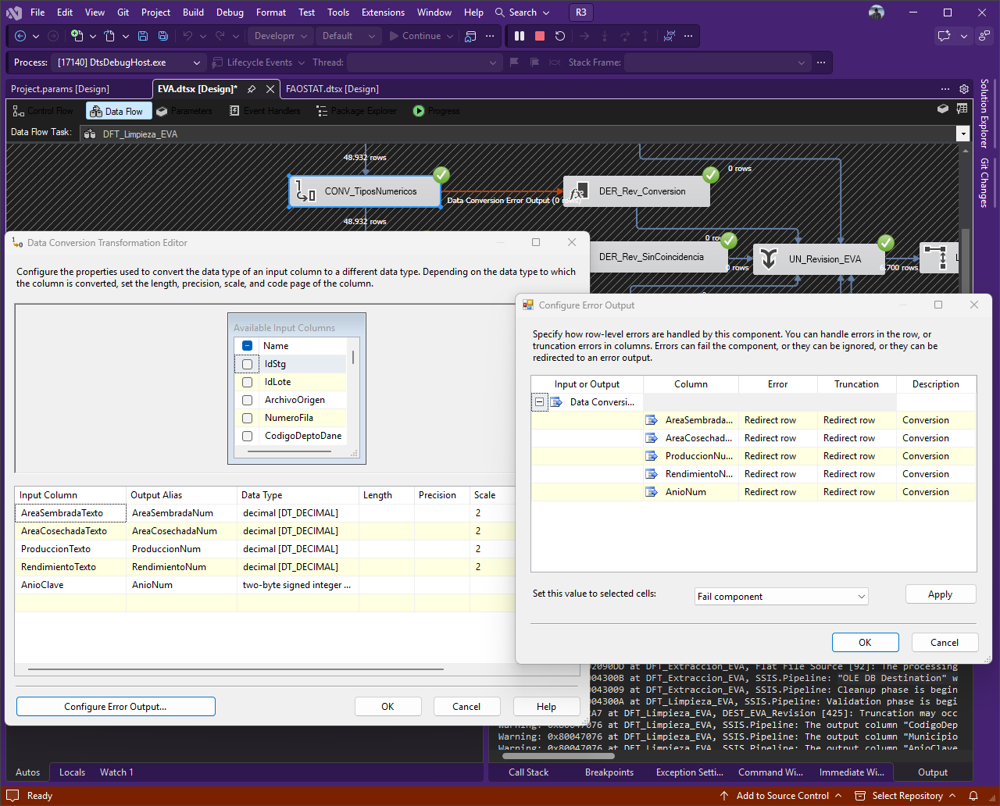 File Edit View Git Project Build Debug Format Test Tools Extensions Window Help Search R3
Developm Default Continue
Process: [17140] DtsDebugHost.exe Lifecycle Events Thread: Stack Frame:
Project.params [Design] EVA.dtsx [Design]* FAOSTAT.dtsx [Design]
Control Flow Data Flow Parameters Event Handlers Package Explorer Progress
Data Flow Task: DFT_Limpieza_EVA
Solution Explorer
Git Changes
48.932 rows
0 rows
CONV_TiposNumericos
DER_Rev_Conversion
Data Conversion Error Output (0 rows)
48.932 rows
DER_Rev_SinCoincidencia
UN_Revision_EVA
0 rows
6.700 rows
Data Conversion Transformation Editor
Configure the properties used to convert the data type of an input column to a different data type. Depending on the data type to which
the column is converted, set the length, precision, scale, and code page of the column.
Available Input Columns
Name
IdStg
IdLote
ArchivoOrigen
NumeroFila
CodigoDeptoDane
Input Column Output Alias Data Type Length Precision Scale
AreaSembradaTexto AreaSembradaNum decimal [DT_DECIMAL] 2
AreaCosechadaTexto AreaCosechadaNum decimal [DT_DECIMAL] 2
ProduccionTexto ProduccionNum decimal [DT_DECIMAL] 2
RendimientoTexto RendimientoNum decimal [DT_DECIMAL] 2
AnioClave AnioNum two-byte signed integer ...
Configure Error Output... OK Cancel Help
Configure Error Output
Specify how row-level errors are handled by this component. You can handle errors in the row, or
truncation errors in columns. Errors can fail the component, or they can be ignored, or they can be
redirected to an error output.
Input or Output Column Error Truncation Description
Data Conversi...
AreaSembrada... Redirect row Redirect row Conversion
AreaCosechad... Redirect row Redirect row Conversion
ProduccionNu... Redirect row Redirect row Conversion
RendimientoN... Redirect row Redirect row Conversion
AnioNum Redirect row Redirect row Conversion
Set this value to selected cells: Fail component Apply
OK Cancel
02090DD at DFT_Extraccion_EVA, Flat File Source [92]: The processing
004300B at DFT_Extraccion_EVA, SSIS.Pipeline: "OLE DB Destination" w
0043009 at DFT_Extraccion_EVA, SSIS.Pipeline: Cleanup phase is begin
004300A at DFT_Limpieza_EVA, SSIS.Pipeline: Validation phase is begi
A7 at DFT_Limpieza_EVA, DEST_EVA_Revision [425]: Truncation may occ
Warning: 0x80047076 at DFT_Limpieza_EVA, SSIS.Pipeline: The output column "CodigoDep
Warning: 0x80047076 at DFT_Limpieza_EVA, SSIS.Pipeline: The output column "Municipio
Warning: 0x80047076 at DFT_Limpieza_EVA, SSIS.Pipeline: The output column "AnioClave
Autos Locals Watch 1 Call Stack Breakpoints Exception Setti... Command Wi... Immediate Wi... Output
Ready Add to Source Control Select Repository